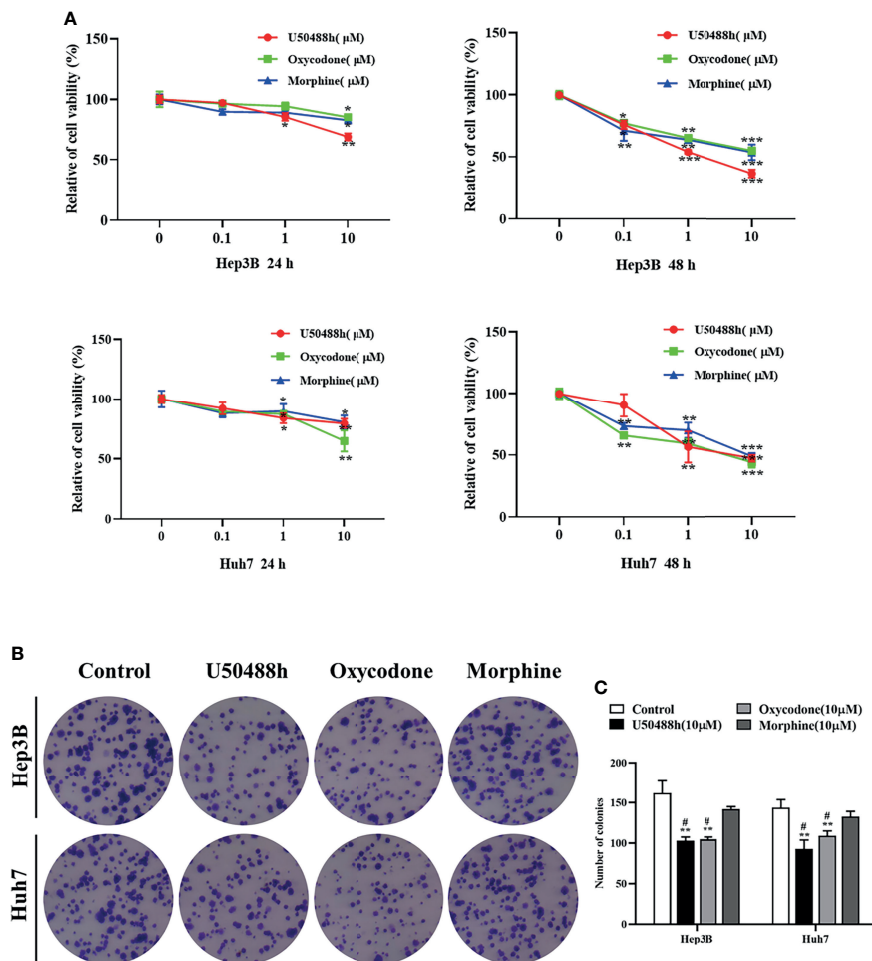 A
Relative of cell vability (%)
150
100
50
0
U50488h( μM)
Oxycodone( μM)
Morphine( μM)
*
*
*
**
0 0.1 1 10
Hep3B 24 h
Relative of cell vability (%)
150
100
50
0
U50488h( μM)
Oxycodone( μM)
Morphine( μM)
*
**
**
**
***
***
***
***
0 0.1 1 10
Hep3B 48 h
Relative of cell vability (%)
150
100
50
0
U50488h( μM)
Oxycodone( μM)
Morphine( μM)
*
*
*
*
**
**
0 0.1 1 10
Huh7 24 h
Relative of cell vability (%)
150
100
50
0
U50488h( μM)
Oxycodone( μM)
Morphine( μM)
**
**
**
**
**
***
***
***
0 0.1 1 10
Huh7 48 h
B
Control U50488h Oxycodone Morphine
Hep3B
Huh7
C
Control Oxycodone(10μM)
U50488h(10μM) Morphine(10μM)
Number of colonies
200
150
100
50
0
# #
** **
# #
** **
Hep3B Huh7